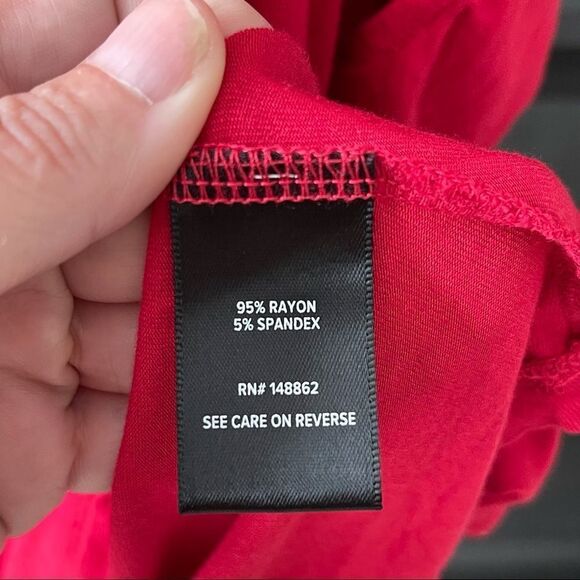 95% RAYON
5% SPANDEX
RN# 148862
SEE CARE ON REVERSE